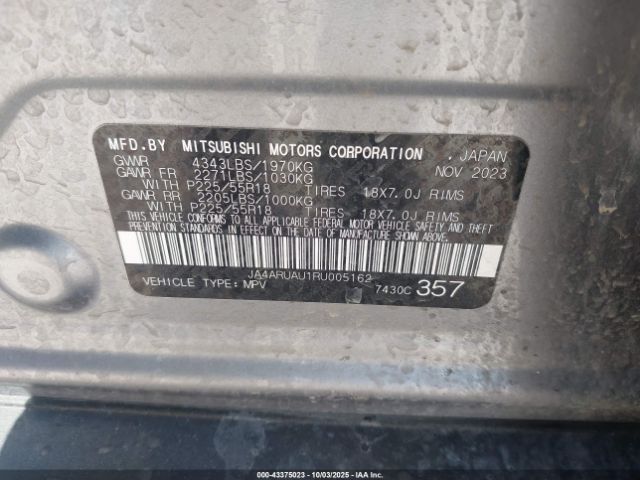 MFD.BY MITSUBISHI MOTORS CORPORATION , JAPAN
GVWR 4343LBS/1970KG NOV 2023
GAWR FR 2271LBS/1030KG
WITH P225/55R18 TIRES 18X7.0J RIMS
GAWR RR 2205LBS/1000KG
WITH P225/55R18 TIRES 18X7.0J RIMS
THIS VEHICLE CONFORMS TO ALL APPLICABLE FEDERAL MOTOR VEHICLE
SAFETY, BUMPER AND THEFT PREVENTION STANDARDS
IN EFFECT ON THE DATE OF MANUFACTURE SHOWN ABOVE.
JA4ARUAU1RU005162
VEHICLE TYPE: MPV 7430C 357
000-43375023 - 10/03/2025 - IAAI.COM